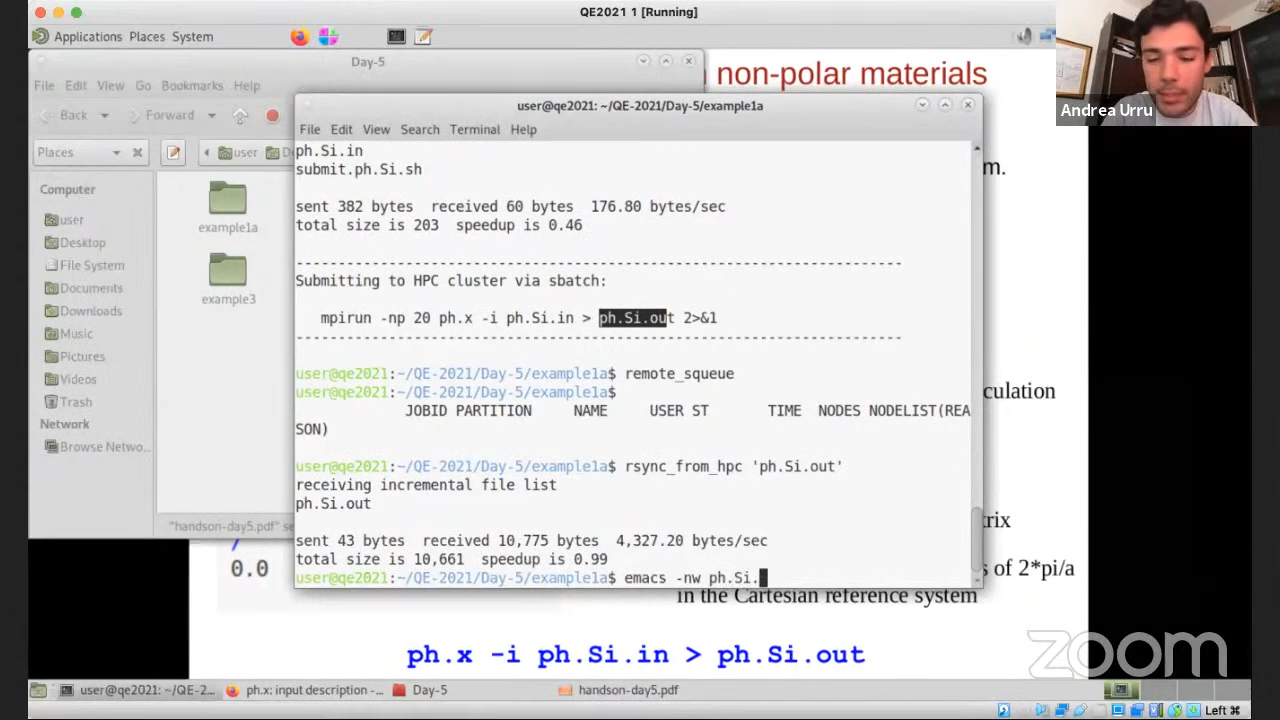 QE2021 1 [Running]
Applications Places System
Andrea Urru
Day-5
File Edit View Go Bookmarks Help
Back Forward
Places user
Computer
user
Desktop
File System
Documents
Downloads
Music
Pictures
Videos
Trash
Network
Browse Netwo...
example1a
example3
"handson-day5.pdf" se
non-polar materials
m.
culation
rix
s of 2*pi/a
in the Cartesian reference system
0.0
user@qe2021: ~/QE-2021/Day-5/example1a
File Edit View Search Terminal Help
ph.Si.in
submit.ph.Si.sh
sent 382 bytes received 60 bytes 176.80 bytes/sec
total size is 203 speedup is 0.46
------------------------------------------------------------------------
Submitting to HPC cluster via sbatch:
mpirun -np 20 ph.x -i ph.Si.in > ph.Si.out 2>&1
------------------------------------------------------------------------
user@qe2021:~/QE-2021/Day-5/example1a$ remote_squeue
user@qe2021:~/QE-2021/Day-5/example1a$
JOBID PARTITION NAME USER ST TIME NODES NODELIST(REA
SON)
user@qe2021:~/QE-2021/Day-5/example1a$ rsync_from_hpc 'ph.Si.out'
receiving incremental file list
ph.Si.out
sent 43 bytes received 10,775 bytes 4,327.20 bytes/sec
total size is 10,661 speedup is 0.99
user@qe2021:~/QE-2021/Day-5/example1a$ emacs -nw ph.Si.
ph.x -i ph.Si.in > ph.Si.out
zoom
user@qe2021: ~/QE-2... ph.x: input description -... Day-5 handson-day5.pdf
Left ⌘